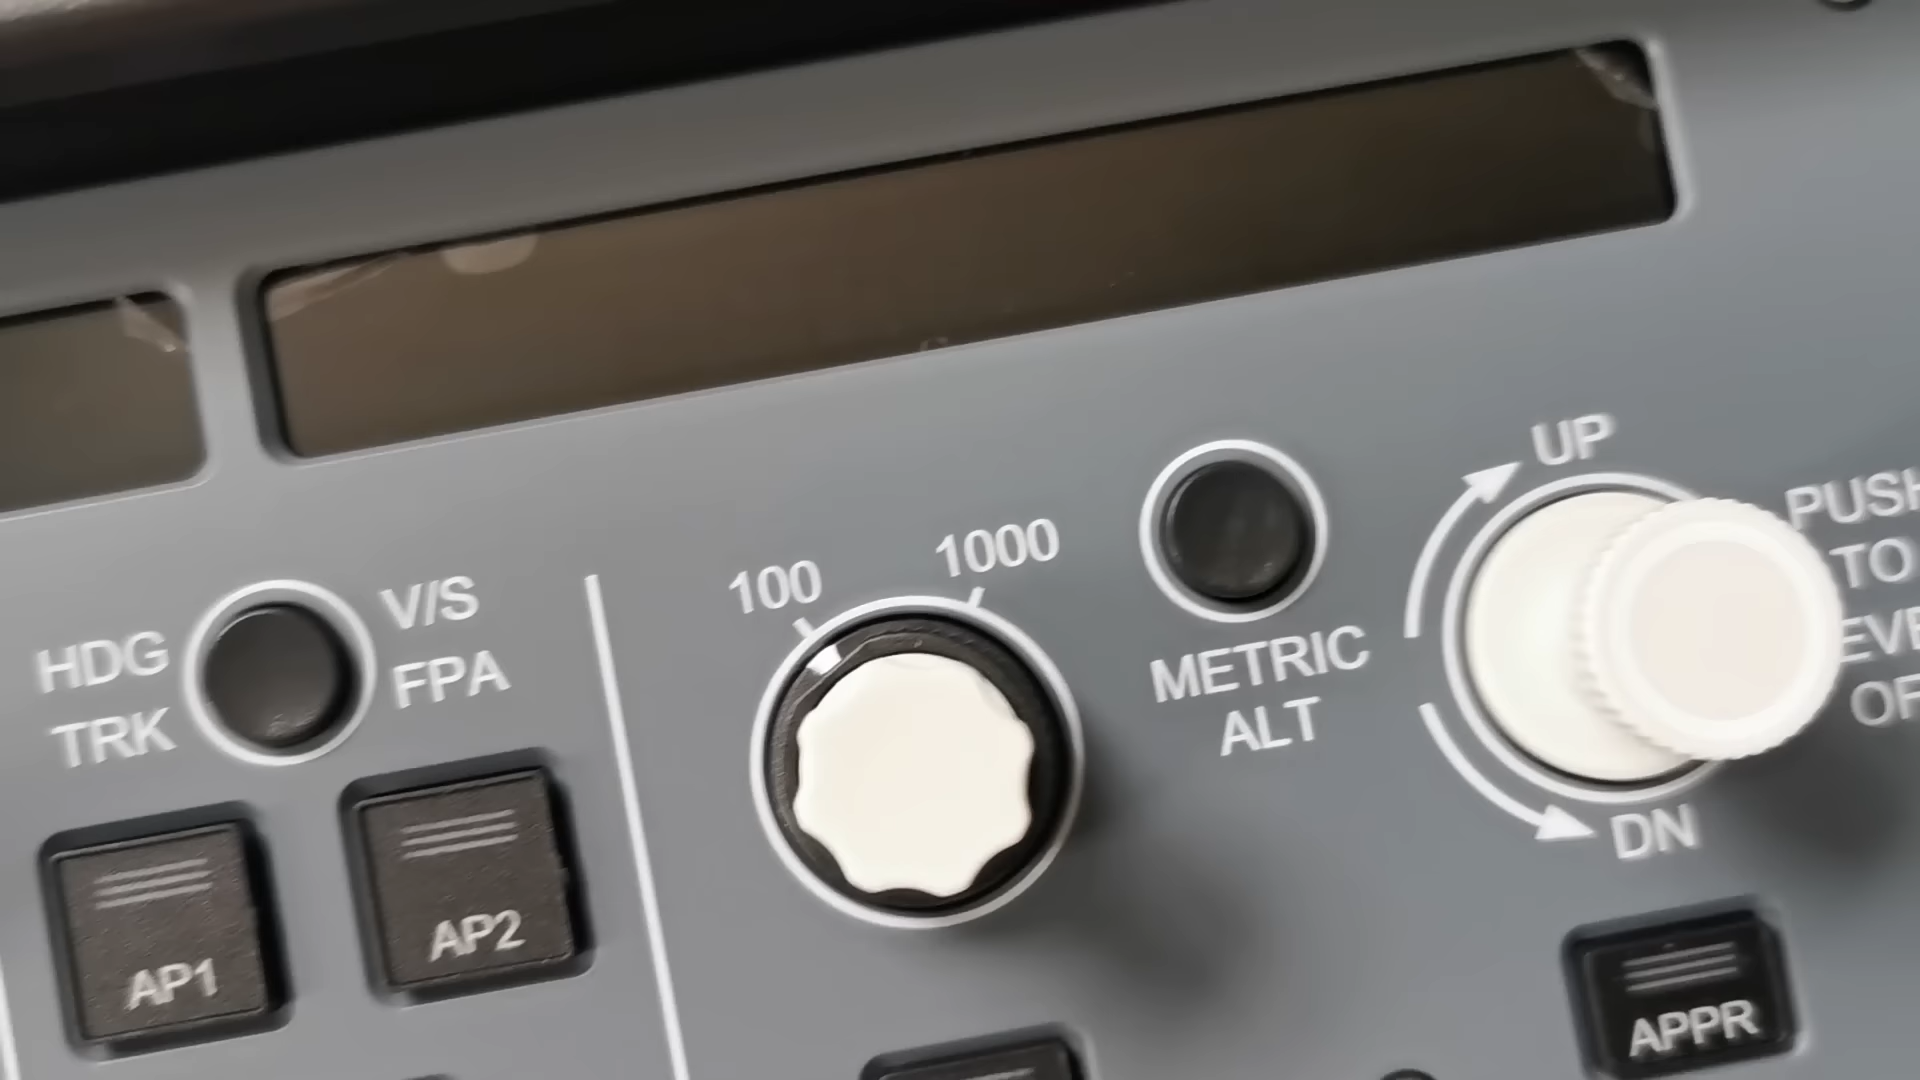 HDG V/S
TRK FPA
AP1
AP2
100 1000
METRIC
ALT
UP
DN
PUSH
TO
APPR